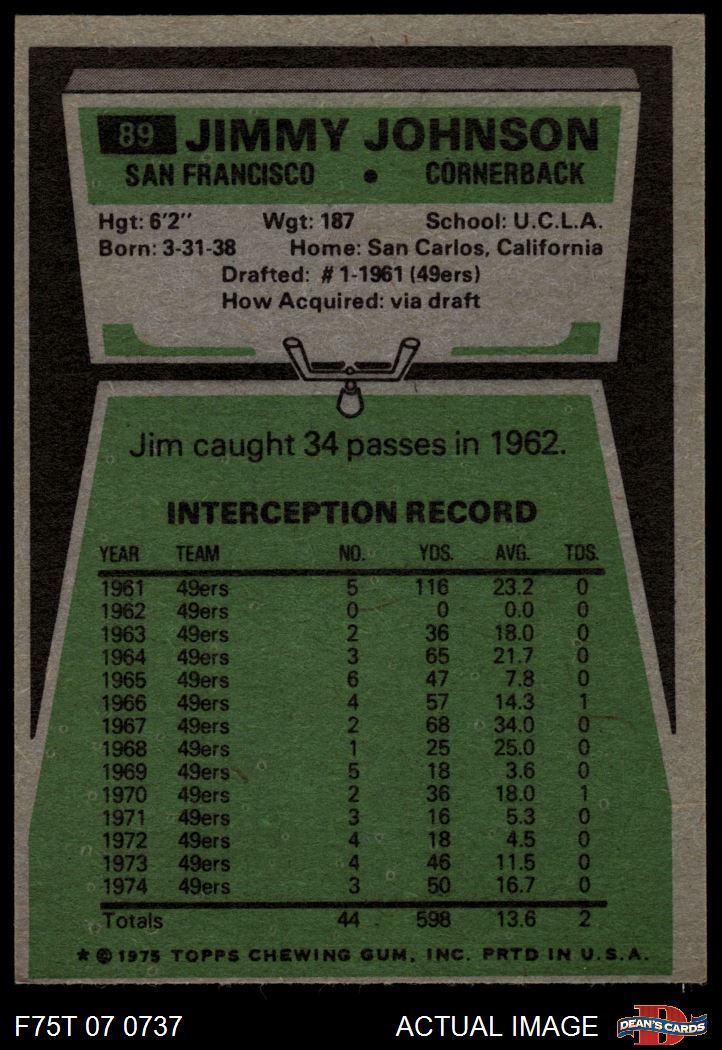 89 JIMMY JOHNSON
SAN FRANCISCO • CORNERBACK
Hgt: 6'2" Wgt: 187 School: U.C.L.A.
Born: 3-31-38 Home: San Carlos, California
Drafted: #1-1961 (49ers)
How Acquired: via draft
Jim caught 34 passes in 1962.
INTERCEPTION RECORD
YEAR TEAM NO. YDS. AVG. TDS.
1961 49ers 5 116 23.2 0
1962 49ers 0 0 0.0 0
1963 49ers 2 36 18.0 0
1964 49ers 3 65 21.7 0
1965 49ers 6 47 7.8 0
1966 49ers 4 57 14.3 1
1967 49ers 2 68 34.0 0
1968 49ers 1 25 25.0 0
1969 49ers 5 18 3.6 0
1970 49ers 2 36 18.0 1
1971 49ers 3 16 5.3 0
1972 49ers 4 18 4.5 0
1973 49ers 4 46 11.5 0
1974 49ers 3 50 16.7 0
Totals 44 598 13.6 2
* © 1975 TOPPS CHEWING GUM, INC. PRTD IN U.S.A.
F75T 07 0737 ACTUAL IMAGE D DEAN'S CARDS